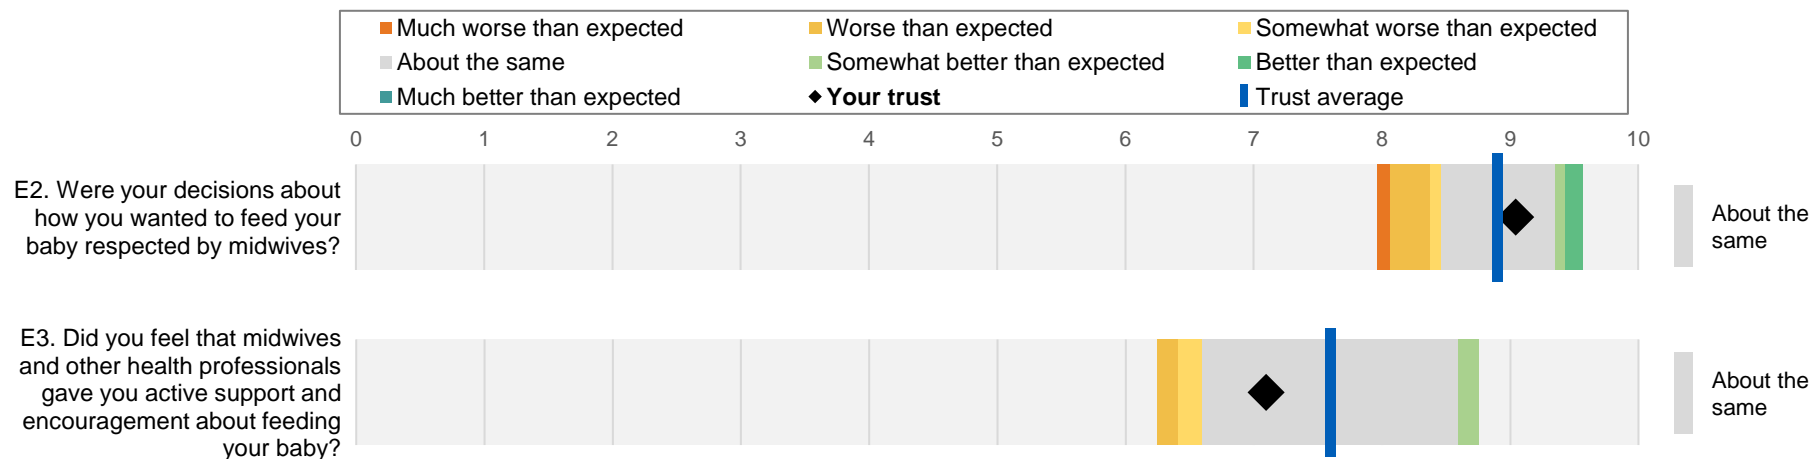 Much worse than expected
Worse than expected
Somewhat worse than expected
About the same
Somewhat better than expected
Better than expected
Much better than expected
Your trust
Trust average
0 1 2 3 4 5 6 7 8 9 10
E2. Were your decisions about
how you wanted to feed your
baby respected by midwives?
About the
same
E3. Did you feel that midwives
and other health professionals
gave you active support and
encouragement about feeding
your baby?
About the
same